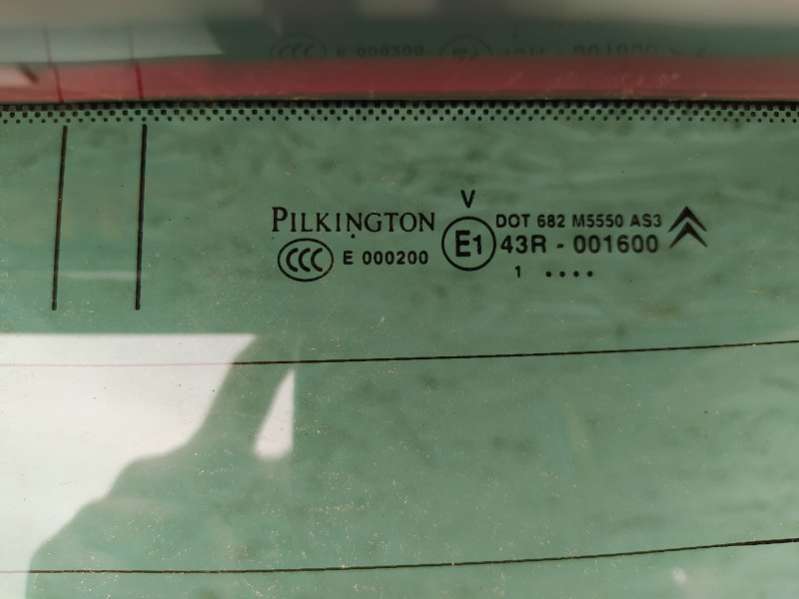 V
PILKINGTON
DOT 682 M5550 AS3
CCC E 000200
E1 43R - 001600
1 ....